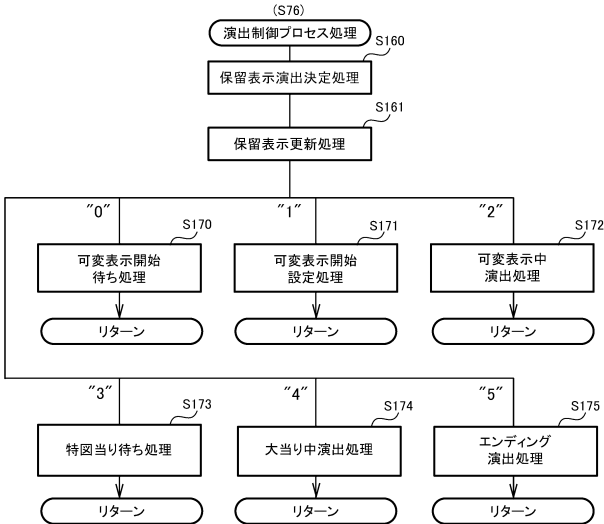 (S76)
演出制御プロセス処理
S160
保留表示演出決定処理
S161
保留表示更新処理
"0"
"1"
"2"
S170
S171
S172
可変表示開始
待ち処理
可変表示開始
設定処理
可変表示中
演出処理
リターン
リターン
リターン
"3"
"4"
"5"
S173
S174
S175
特図当り待ち処理
大当り中演出処理
エンディング
演出処理
リターン
リターン
リターン